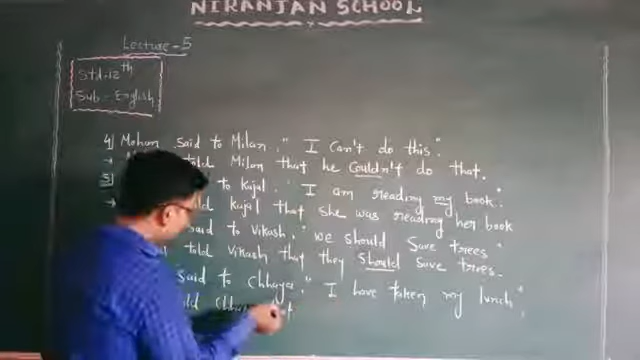 NIRANJAN SCHOOL
Lecture-5
Std-12th
Sub-English
4] Mohan said to Milan, "I can't do this".
told Milan that he couldn't do that.
5] to Kajal, "I am reading my book."
Kajal that she was reading her book
said to Vikash, "We should save trees"
told Vikash that they should save trees.
said to Chhaya, "I have taken my lunch".